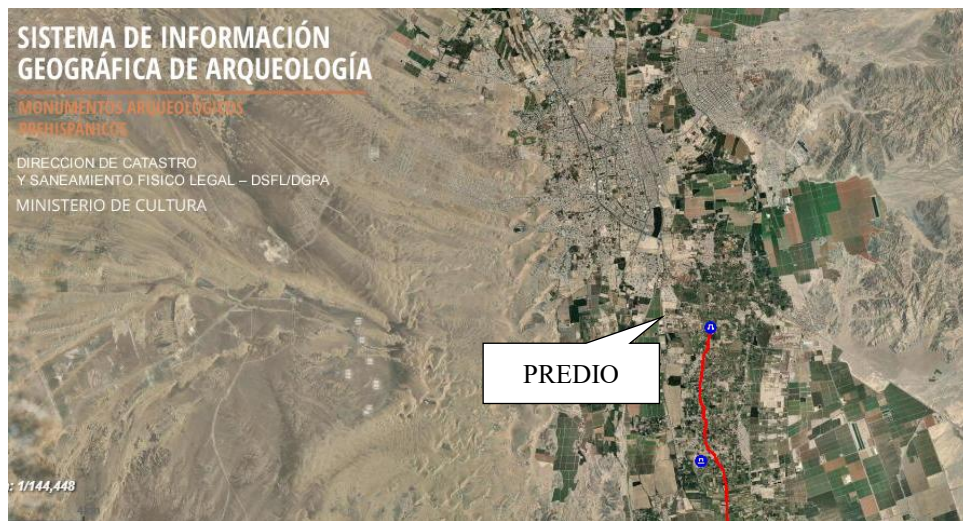 SISTEMA DE INFORMACIÓN
GEOGRÁFICA DE ARQUEOLOGÍA
MONUMENTOS ARQUEOLÓGICOS
PREHISPÁNICOS
DIRECCION DE CATASTRO
Y SANEAMIENTO FISICO LEGAL – DSFL/DGPA
MINISTERIO DE CULTURA
PREDIO
: 1/144,448